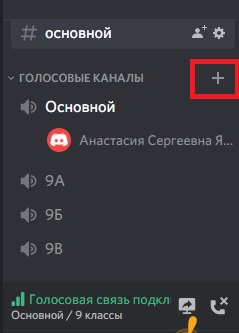 # основной
ГОЛОСОВЫЕ КАНАЛЫ
Основной
Анастасия Сергеевна Я...
9А
9Б
9В
Голосовая связь подкл
Основной / 9 классы